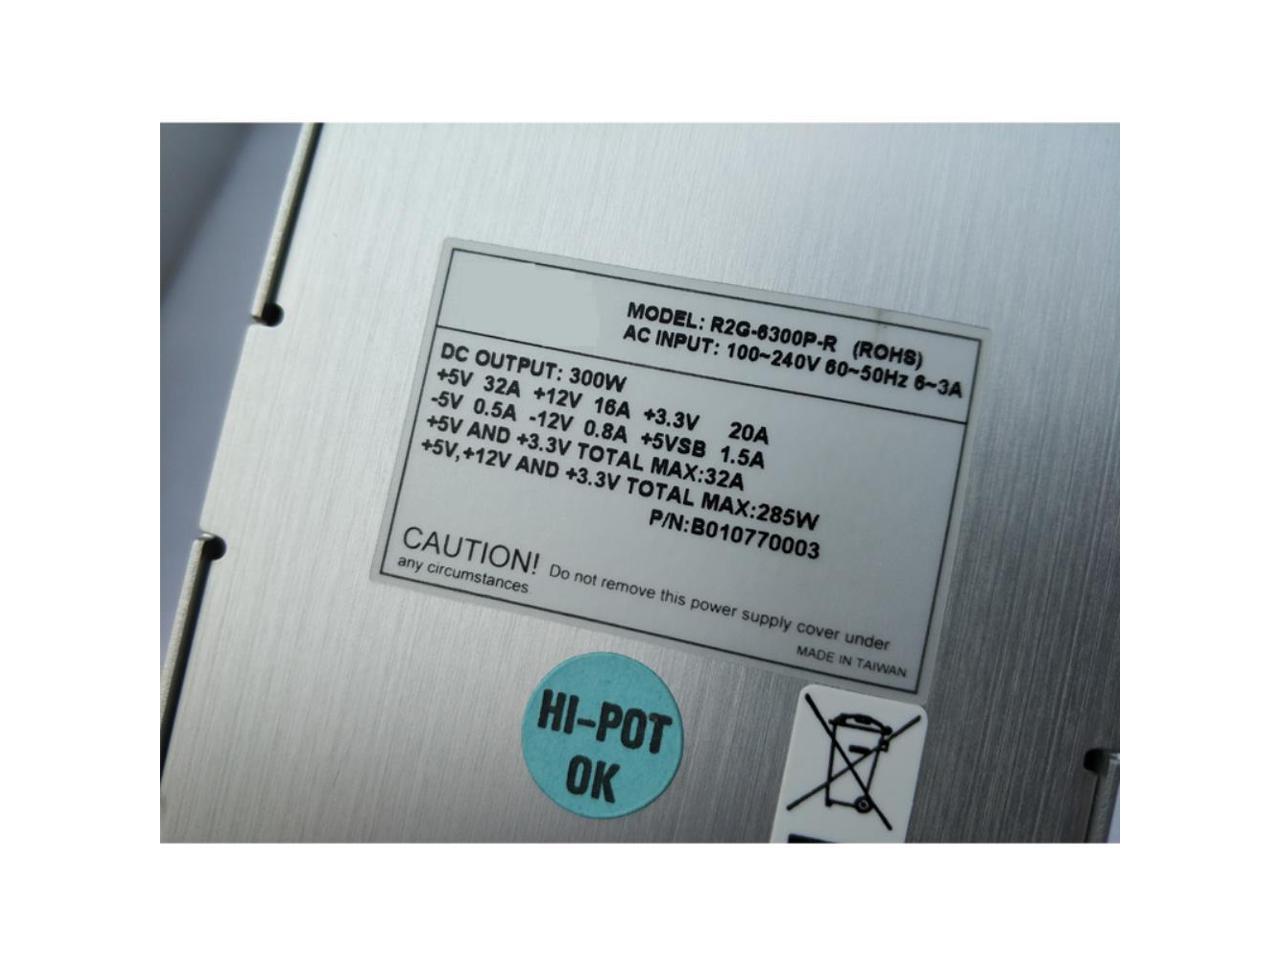 MODEL: R2G-6300P-R (ROHS)
AC INPUT: 100~240V 60~50Hz 6~3A
DC OUTPUT: 300W
+5V 32A +12V 16A +3.3V 20A
-5V 0.5A -12V 0.8A +5VSB 1.5A
+5V AND +3.3V TOTAL MAX:32A
+5V,+12V AND +3.3V TOTAL MAX:285W
P/N:B010770003
CAUTION! Do not remove this power supply cover under
any circumstances
MADE IN TAIWAN
HI-POT
OK